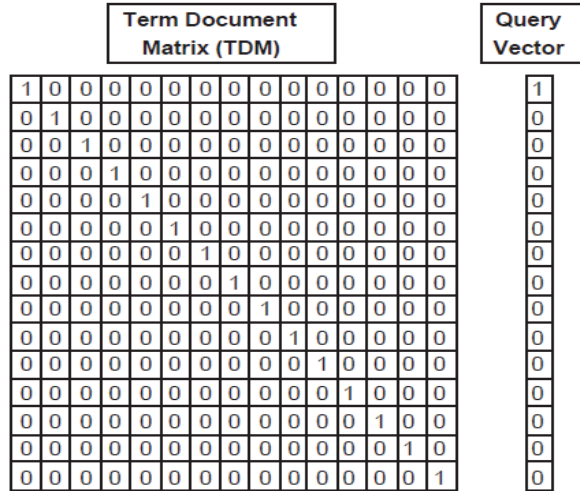 Term Document
Matrix (TDM)
Query
Vector
1 0 0 0 0 0 0 0 0 0 0 0 0 0 0 1
0 1 0 0 0 0 0 0 0 0 0 0 0 0 0 0
0 0 1 0 0 0 0 0 0 0 0 0 0 0 0 0
0 0 0 1 0 0 0 0 0 0 0 0 0 0 0 0
0 0 0 0 1 0 0 0 0 0 0 0 0 0 0 0
0 0 0 0 0 1 0 0 0 0 0 0 0 0 0 0
0 0 0 0 0 0 1 0 0 0 0 0 0 0 0 0
0 0 0 0 0 0 0 1 0 0 0 0 0 0 0 0
0 0 0 0 0 0 0 0 1 0 0 0 0 0 0 0
0 0 0 0 0 0 0 0 0 1 0 0 0 0 0 0
0 0 0 0 0 0 0 0 0 0 1 0 0 0 0 0
0 0 0 0 0 0 0 0 0 0 0 1 0 0 0 0
0 0 0 0 0 0 0 0 0 0 0 0 1 0 0 0
0 0 0 0 0 0 0 0 0 0 0 0 0 1 0 0
0 0 0 0 0 0 0 0 0 0 0 0 0 0 1 0